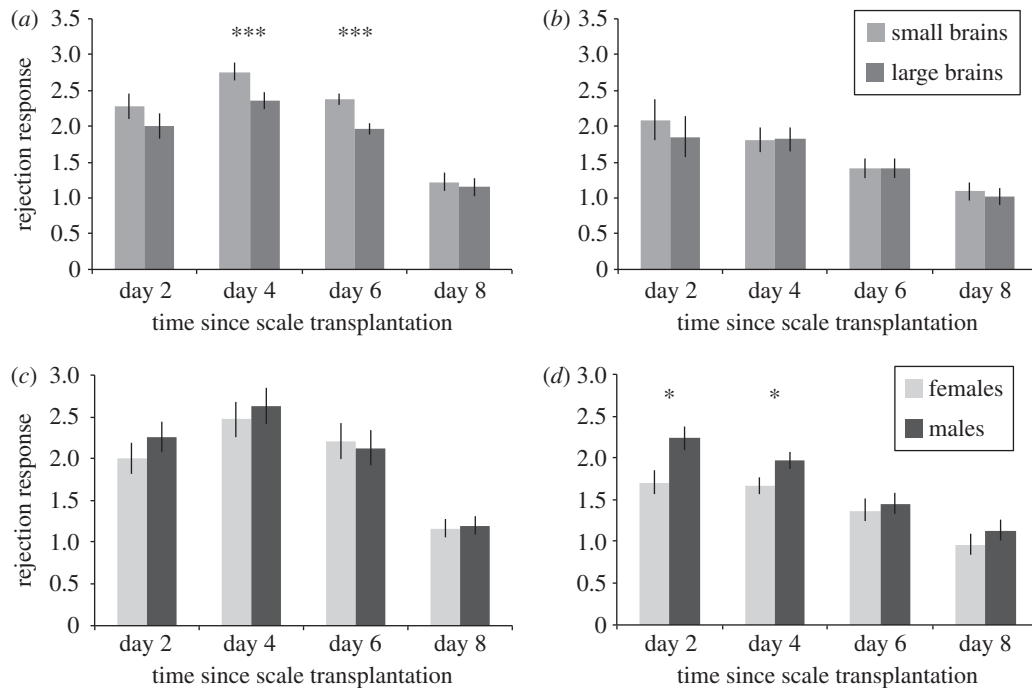 (a)
3.5
3.0
2.5
2.0
1.5
1.0
0.5
0
rejection response
*** ***
day 2 day 4 day 6 day 8
time since scale transplantation
(b)
3.5
3.0
2.5
2.0
1.5
1.0
0.5
0
small brains
large brains
day 2 day 4 day 6 day 8
time since scale transplantation
(c)
3.0
2.5
2.0
1.5
1.0
0.5
0
rejection response
day 2 day 4 day 6 day 8
time since scale transplantation
(d)
3.0
2.5
2.0
1.5
1.0
0.5
0
* *
females
males
day 2 day 4 day 6 day 8
time since scale transplantation